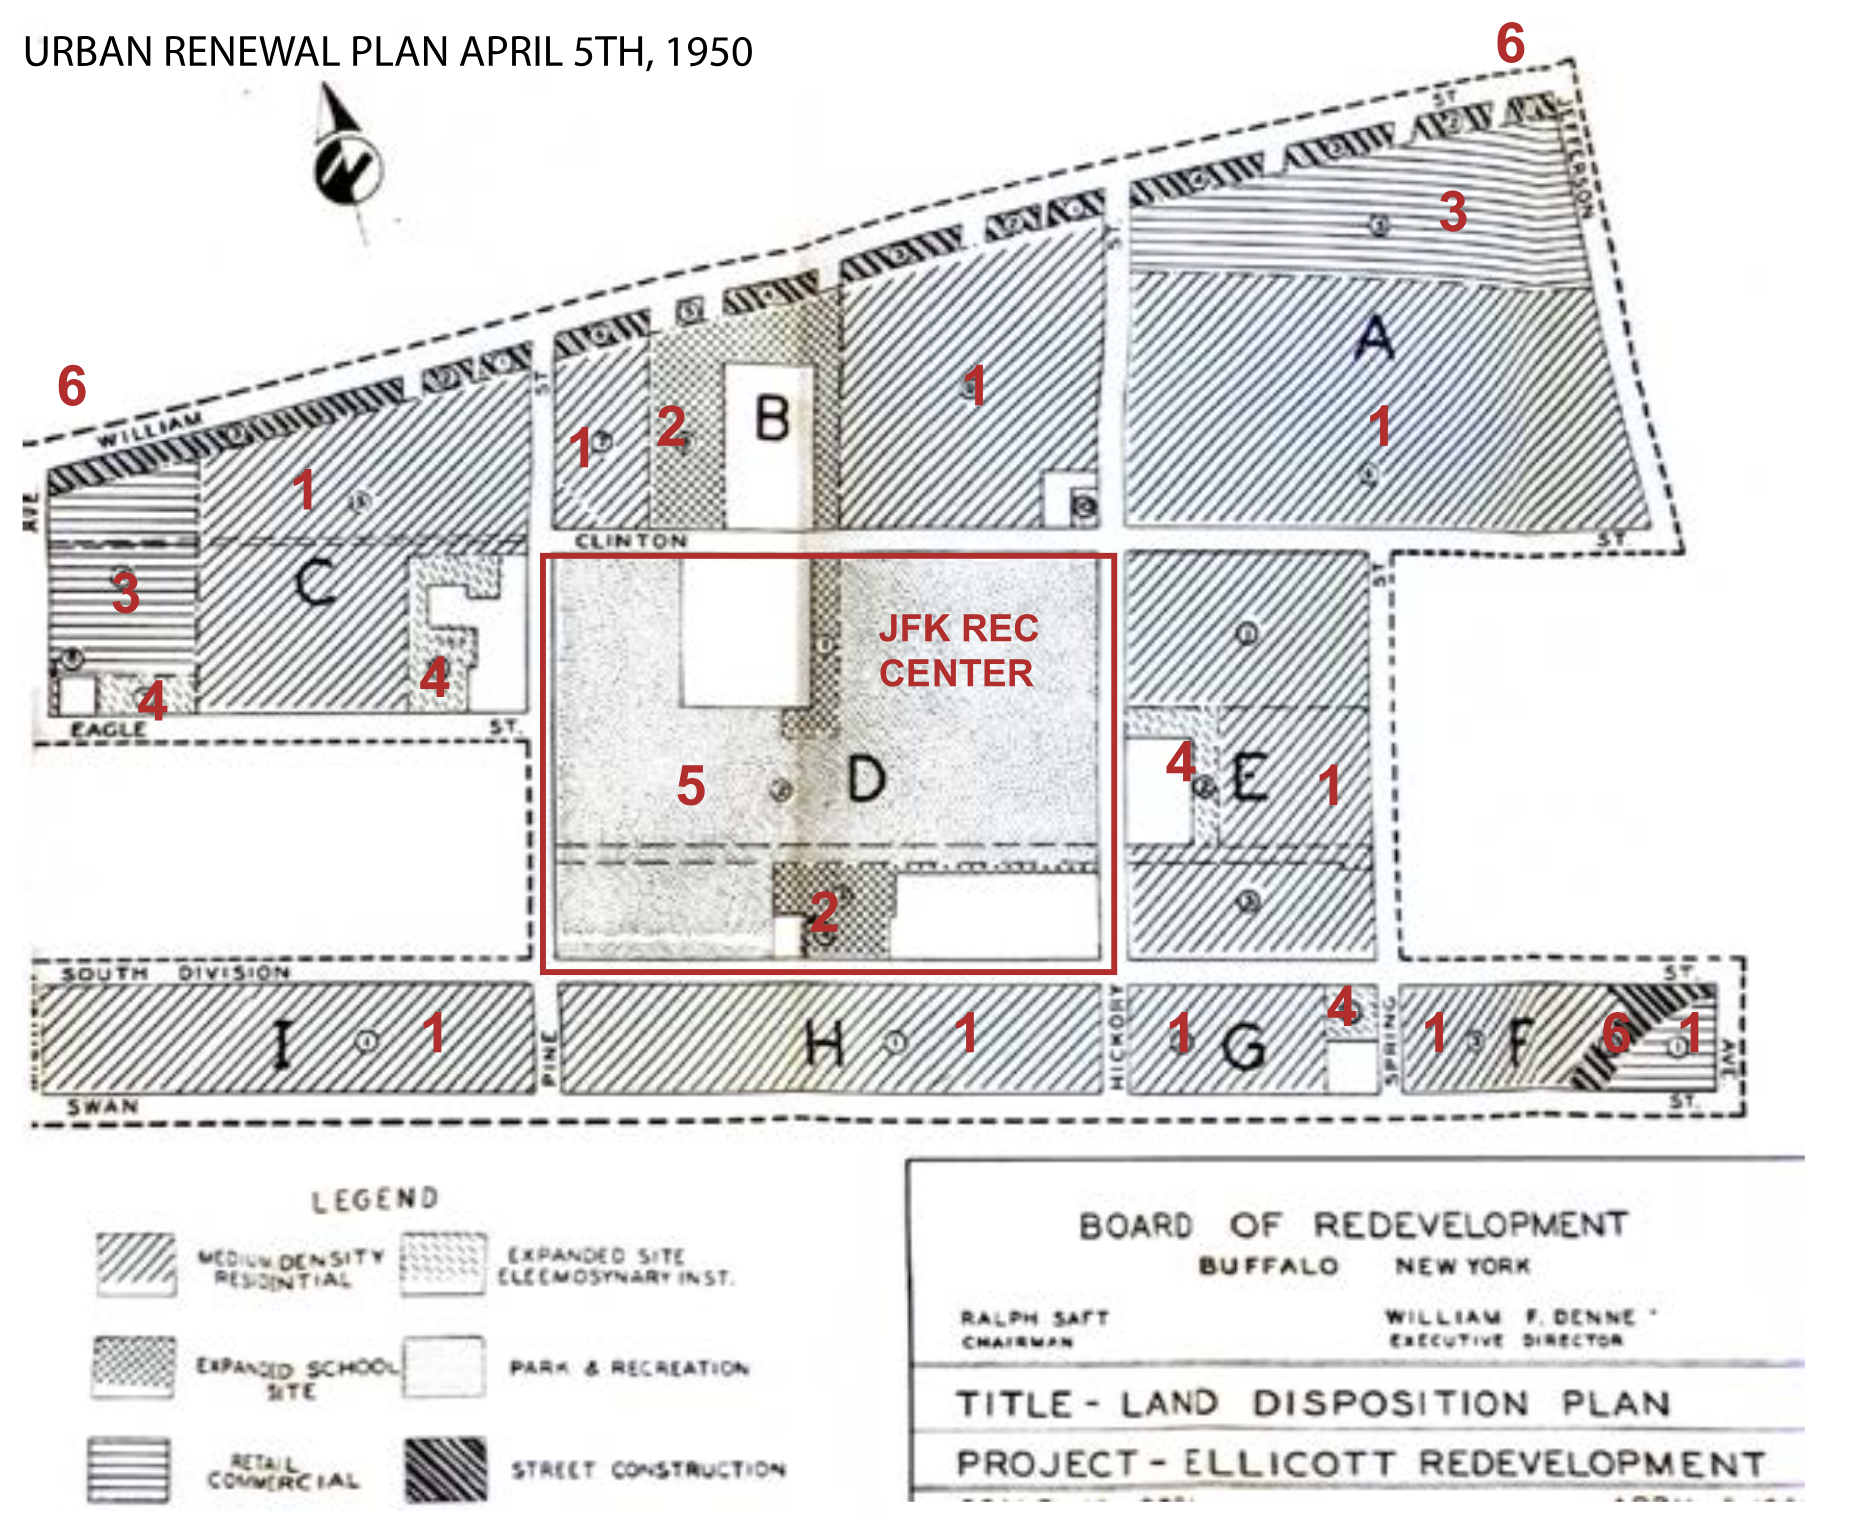 URBAN RENEWAL PLAN APRIL 5TH, 1950
6
ST
JEFFERSON
N
3
ST.
A
6
1
WILLIAM
ST
B
1
2
1
1
AVE
C
3
4
4
EAGLE
ST.
CLINTON
ST
JFK REC
CENTER
5
D
2
ST
4
E
1
SOUTH DIVISION
ST.
I
1
PINE
H
1
HICKORY
1
G
4
SPRING
1
F
6
1
AVE
SWAN
ST.
LEGEND
MEDIUM DENSITY
RESIDENTIAL
EXPANDED SITE
ELEEMOSYNARY INST.
EXPANDED SCHOOL
SITE
PARK & RECREATION
RETAIL
COMMERCIAL
STREET CONSTRUCTION
BOARD OF REDEVELOPMENT
BUFFALO NEW YORK
RALPH SAFT
CHAIRMAN
WILLIAM F. DENNE
EXECUTIVE DIRECTOR
TITLE - LAND DISPOSITION PLAN
PROJECT - ELLICOTT REDEVELOPMENT